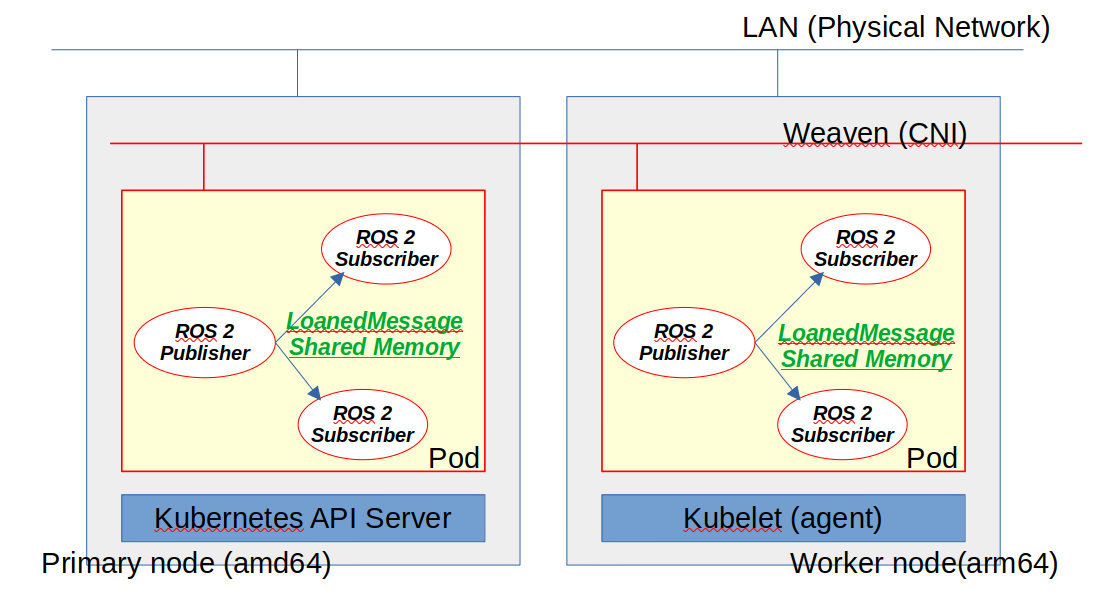 LAN (Physical Network)
Weaven (CNI)
ROS 2
Subscriber
ROS 2
Publisher
LoanedMessage
Shared Memory
ROS 2
Subscriber
Pod
Kubernetes API Server
Primary node (amd64)
ROS 2
Subscriber
ROS 2
Publisher
LoanedMessage
Shared Memory
ROS 2
Subscriber
Pod
Kubelet (agent)
Worker node(arm64)